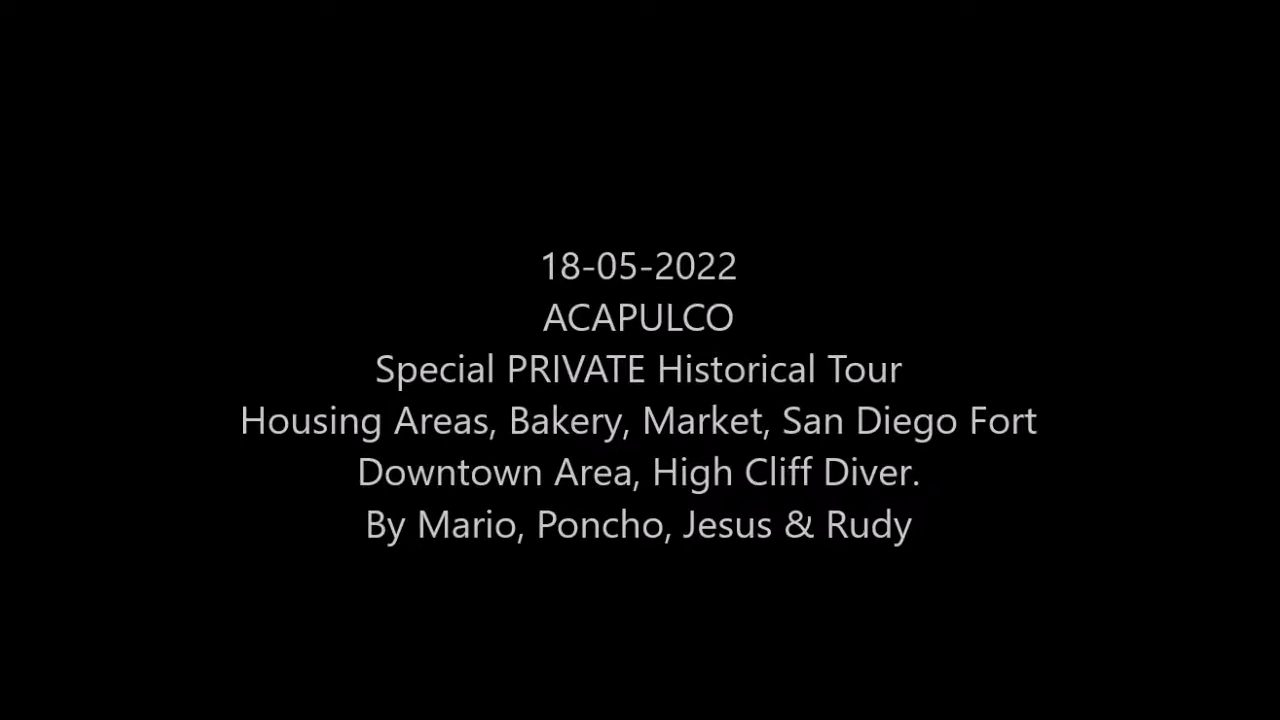 18-05-2022
ACAPULCO
Special PRIVATE Historical Tour
Housing Areas, Bakery, Market, San Diego Fort
Downtown Area, High Cliff Diver.
By Mario, Poncho, Jesus & Rudy